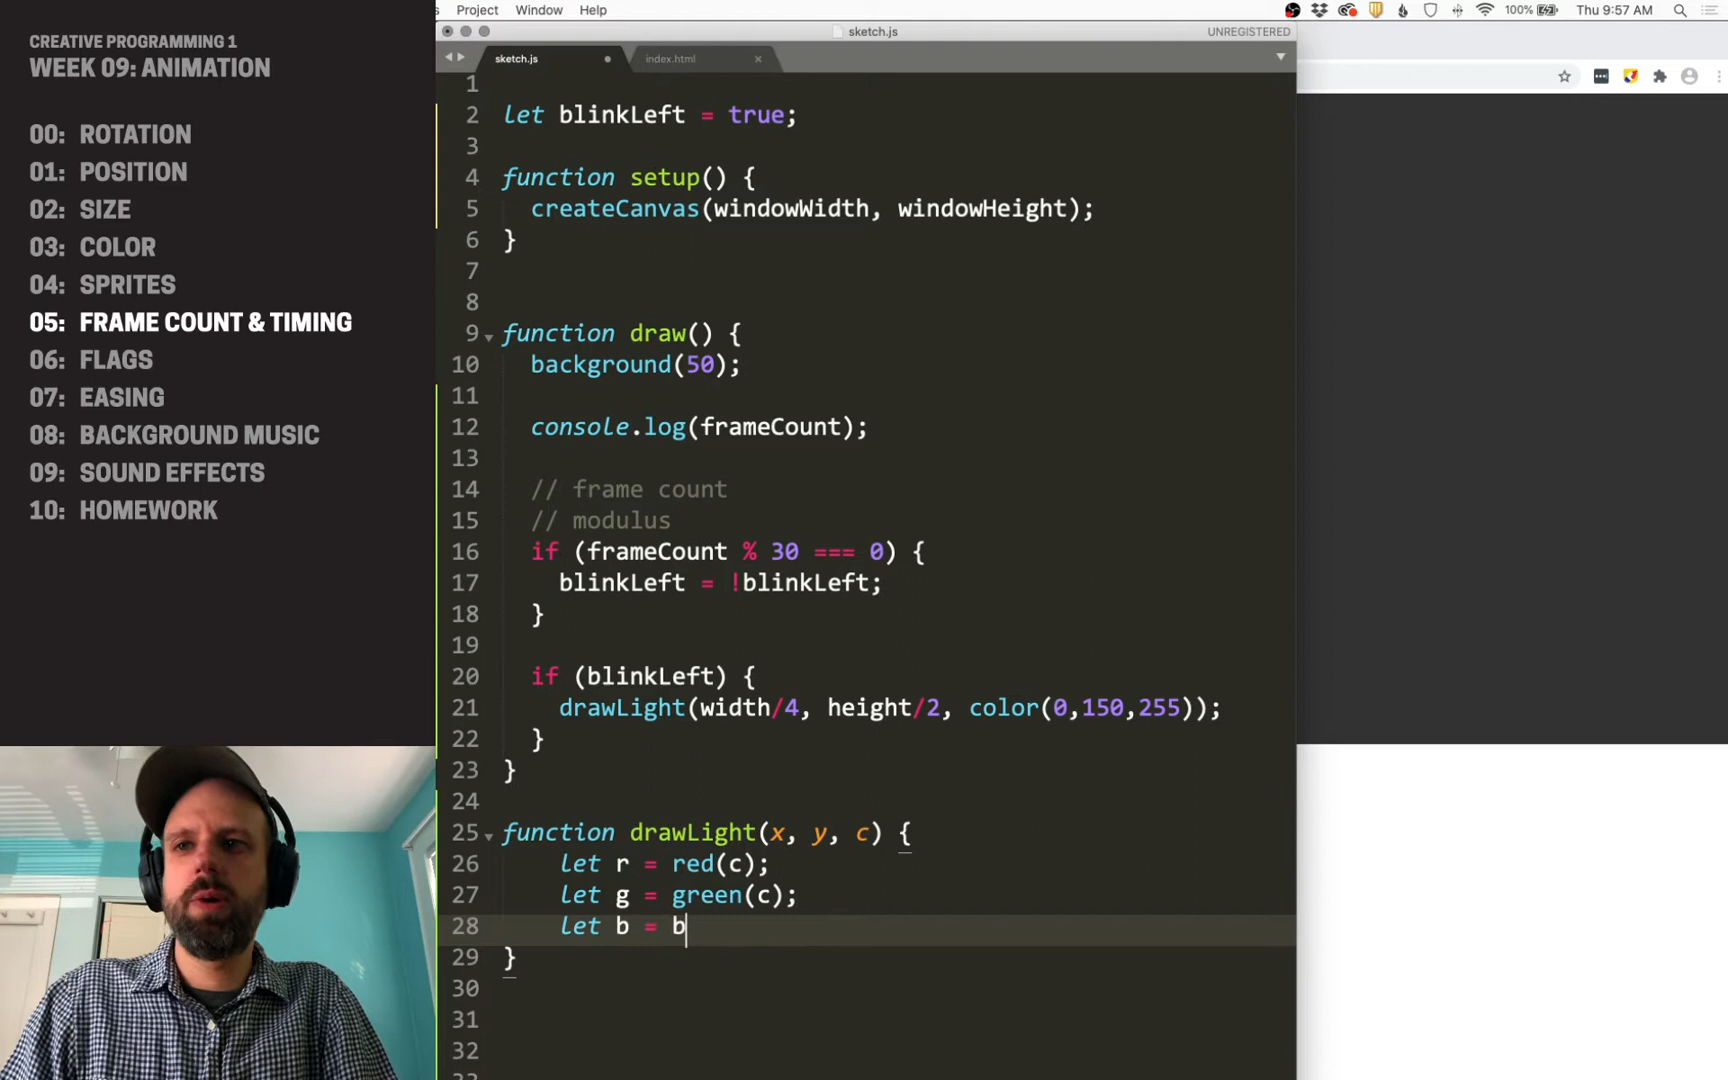 Project Window Help
100% Thu 9:57 AM
CREATIVE PROGRAMMING 1
WEEK 09: ANIMATION
00: ROTATION
01: POSITION
02: SIZE
03: COLOR
04: SPRITES
05: FRAME COUNT & TIMING
06: FLAGS
07: EASING
08: BACKGROUND MUSIC
09: SOUND EFFECTS
10: HOMEWORK
sketch.js
UNREGISTERED
sketch.js
index.html
1
2 let blinkLeft = true;
3
4 function setup() {
5 createCanvas(windowWidth, windowHeight);
6 }
7
8
9 function draw() {
10 background(50);
11
12 console.log(frameCount);
13
14 // frame count
15 // modulus
16 if (frameCount % 30 === 0) {
17 blinkLeft = !blinkLeft;
18 }
19
20 if (blinkLeft) {
21 drawLight(width/4, height/2, color(0,150,255));
22 }
23 }
24
25 function drawLight(x, y, c) {
26 let r = red(c);
27 let g = green(c);
28 let b = b
29 }
30
31
32